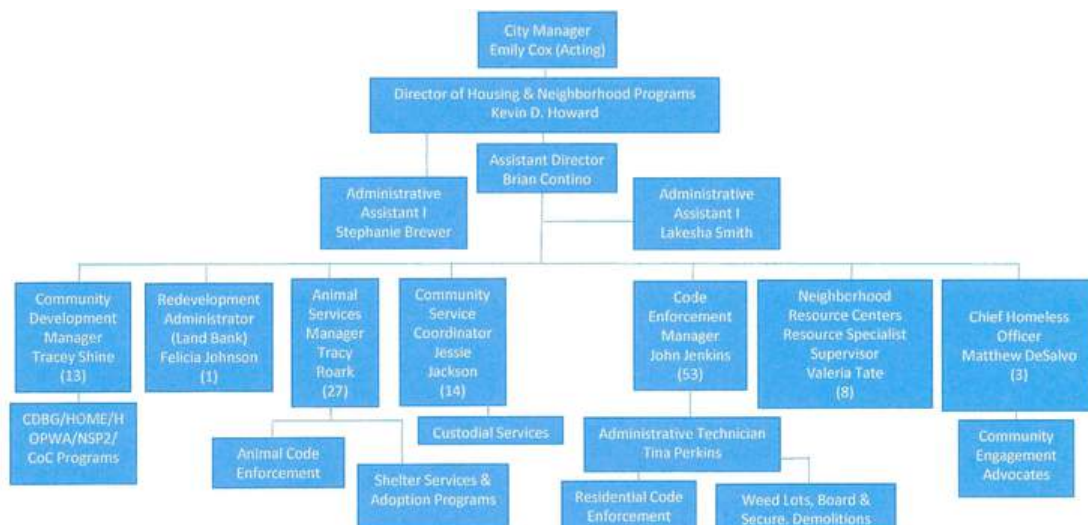 City Manager
Emily Cox (Acting)
Director of Housing & Neighborhood Programs
Kevin D. Howard
Assistant Director
Brian Contino
Administrative
Assistant I
Stephanie Brewer
Administrative
Assistant I
Lakesha Smith
Community
Development
Manager
Tracey Shine
(13)
Redevelopment
Administrator
(Land Bank)
Felicia Johnson
(1)
Animal
Services
Manager
Tracy
Roark
(27)
Community
Service
Coordinator
Jessie
Jackson
(14)
Code
Enforcement
Manager
John Jenkins
(53)
Neighborhood
Resource Centers
Resource Specialist
Supervisor
Valeria Tate
(8)
Chief Homeless
Officer
Matthew DeSalvo
(3)
CDBG/HOME/H
OPWA/NSP2/
CoC Programs
Animal Code
Enforcement
Shelter Services &
Adoption Programs
Custodial Services
Administrative Technician
Tina Perkins
Residential Code
Enforcement
Weed Lots, Board &
Secure, Demolitions
Community
Engagement
Advocates